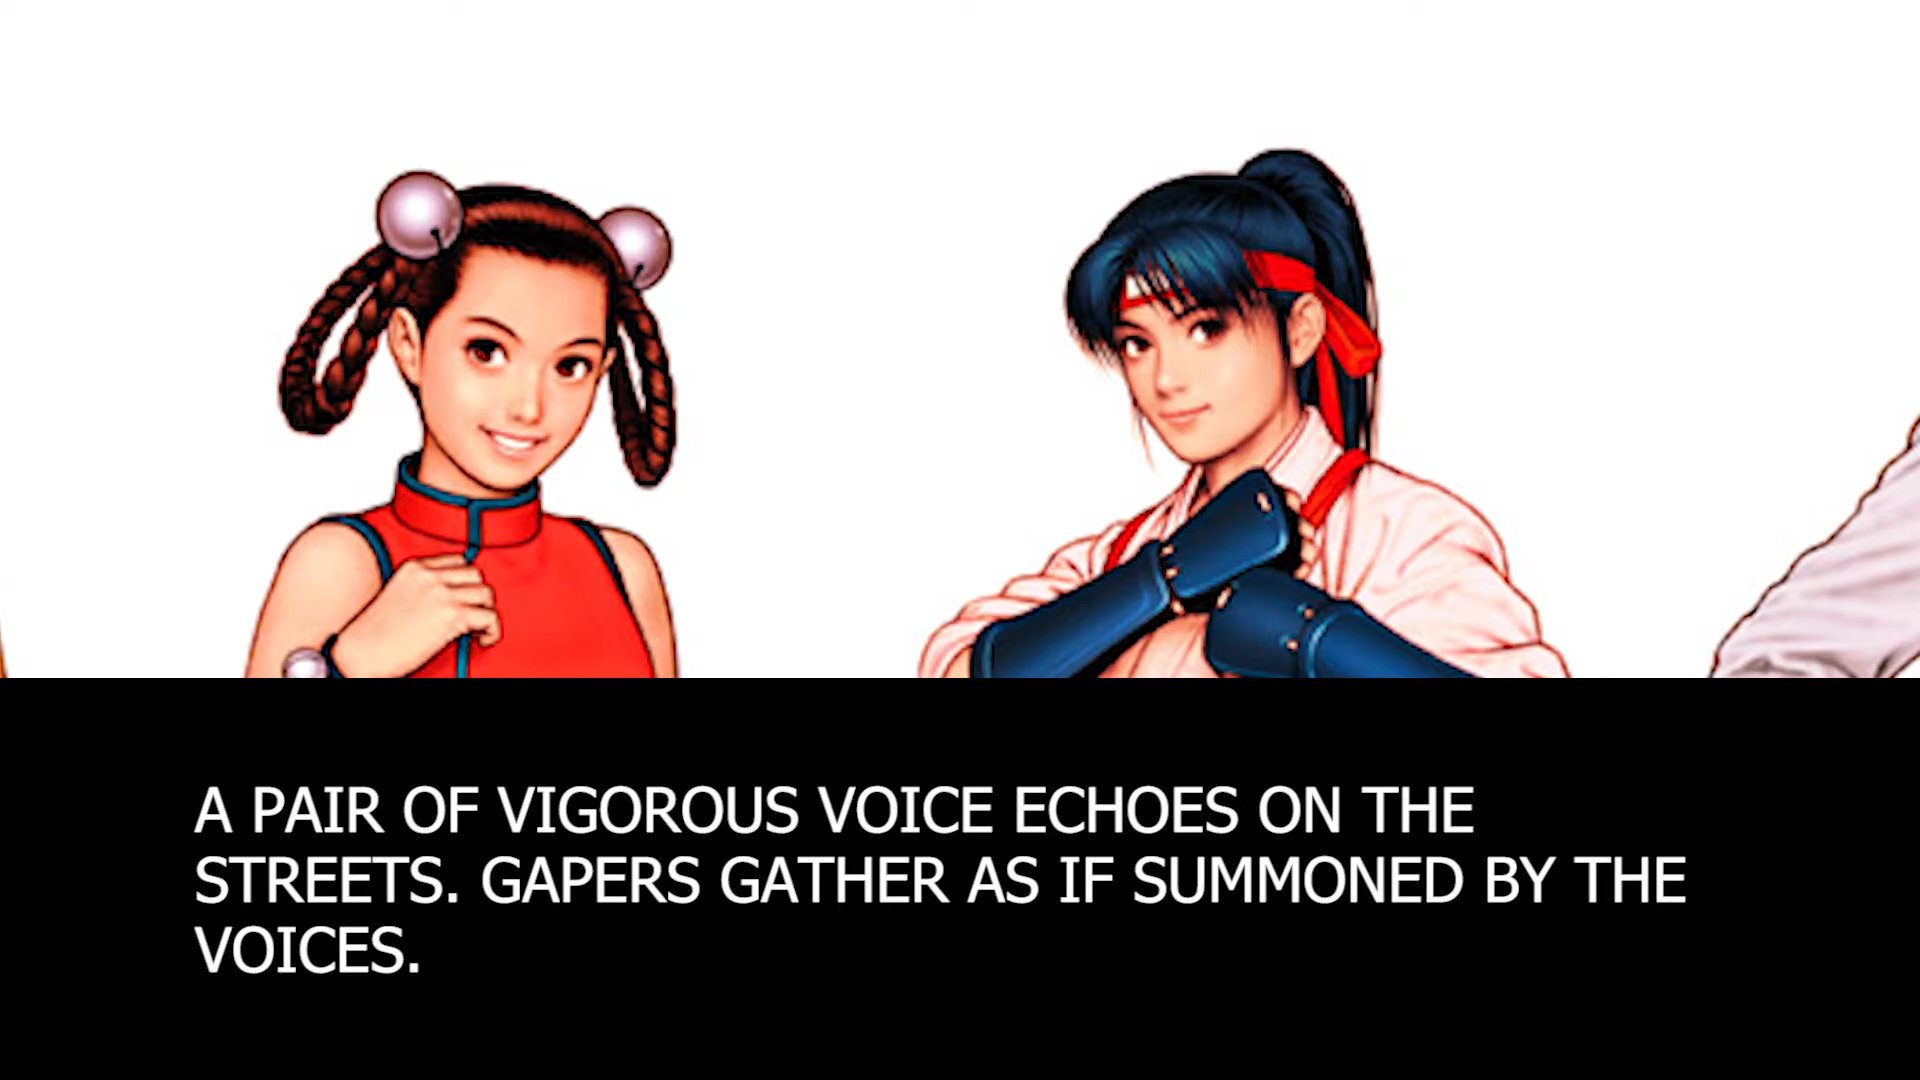 A PAIR OF VIGOROUS VOICE ECHOES ON THE
STREETS. GAPERS GATHER AS IF SUMMONED BY THE
VOICES.